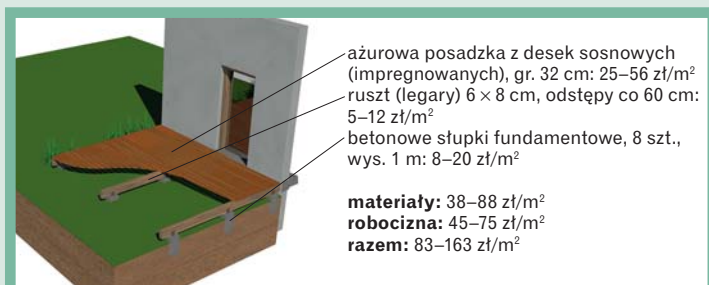 ażurowa posadzka z desek sosnowych
(impregnowanych), gr. 32 cm: 25–56 zł/m²
ruszt (legary) 6 × 8 cm, odstępy co 60 cm:
5–12 zł/m²
betonowe słupki fundamentowe, 8 szt.,
wys. 1 m: 8–20 zł/m²
materiały: 38–88 zł/m²
robocizna: 45–75 zł/m²
razem: 83–163 zł/m²